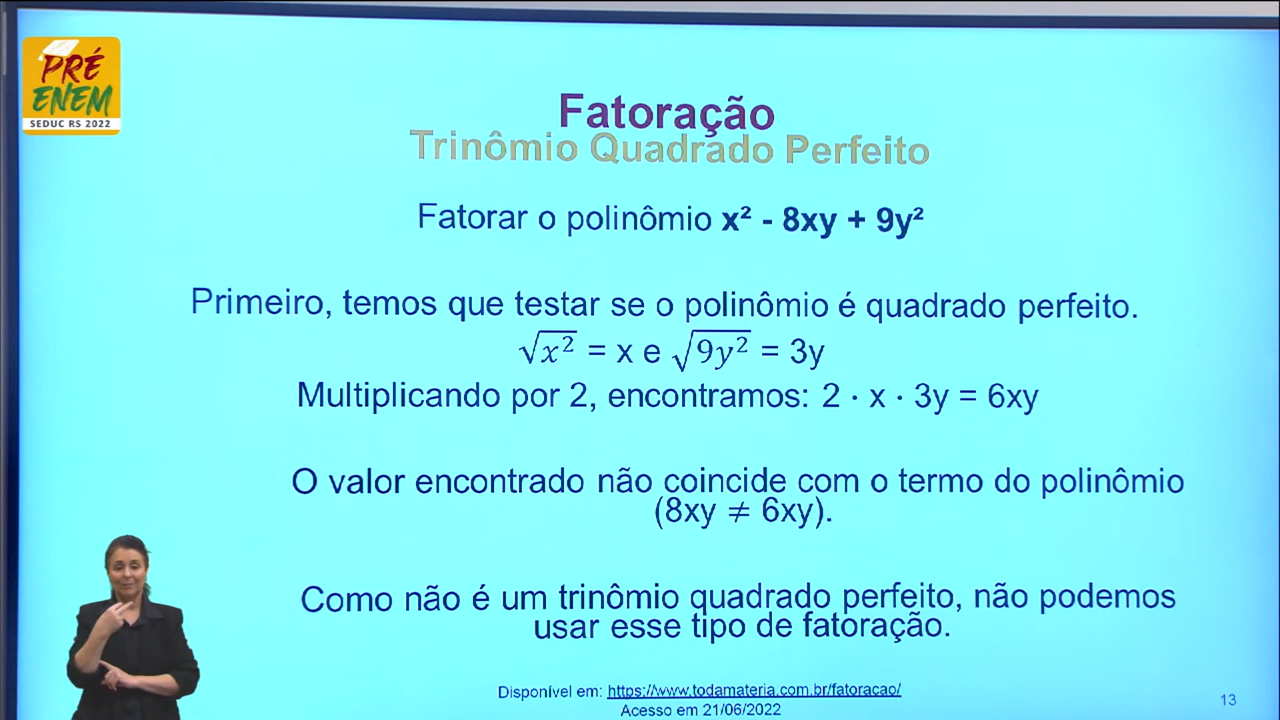 PRÉ
ENEM
SEDUC RS 2022
Fatoração
Trinômio Quadrado Perfeito
Fatorar o polinômio x² - 8xy + 9y²
Primeiro, temos que testar se o polinômio é quadrado perfeito.
√x² = x e √9y² = 3y
Multiplicando por 2, encontramos: 2 · x · 3y = 6xy
O valor encontrado não coincide com o termo do polinômio
(8xy ≠ 6xy).
Como não é um trinômio quadrado perfeito, não podemos
usar esse tipo de fatoração.
Disponível em: https://www.todamateria.com.br/fatoracao/
Acesso em 21/06/2022
13